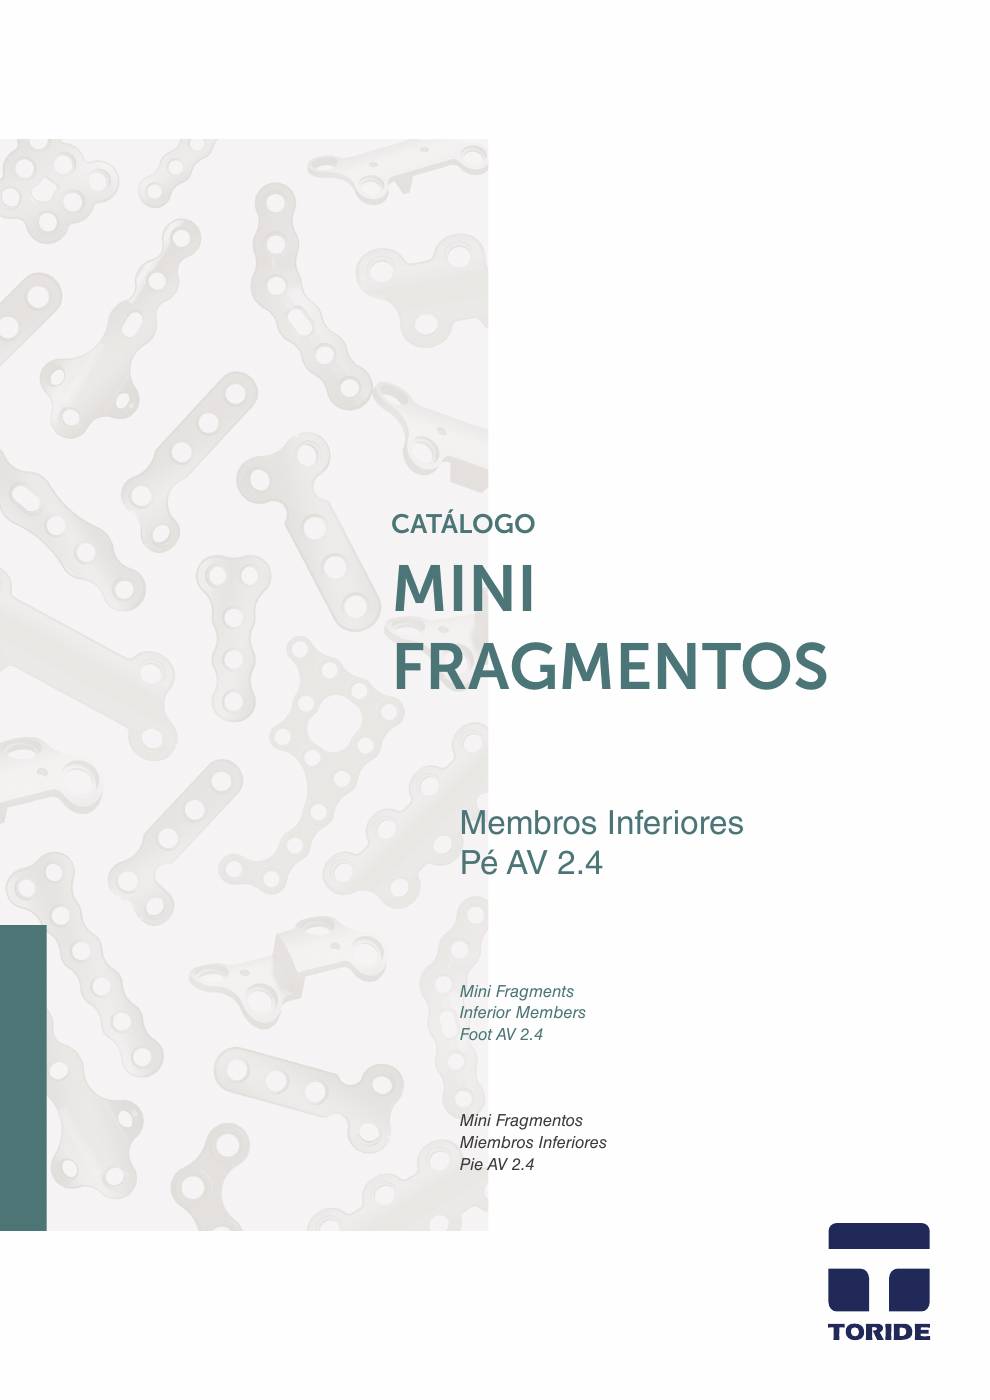 CATÁLOGO
MINI
FRAGMENTOS
Membros Inferiores
Pé AV 2.4
Mini Fragments
Inferior Members
Foot AV 2.4
Mini Fragmentos
Miembros Inferiores
Pie AV 2.4
TORIDE